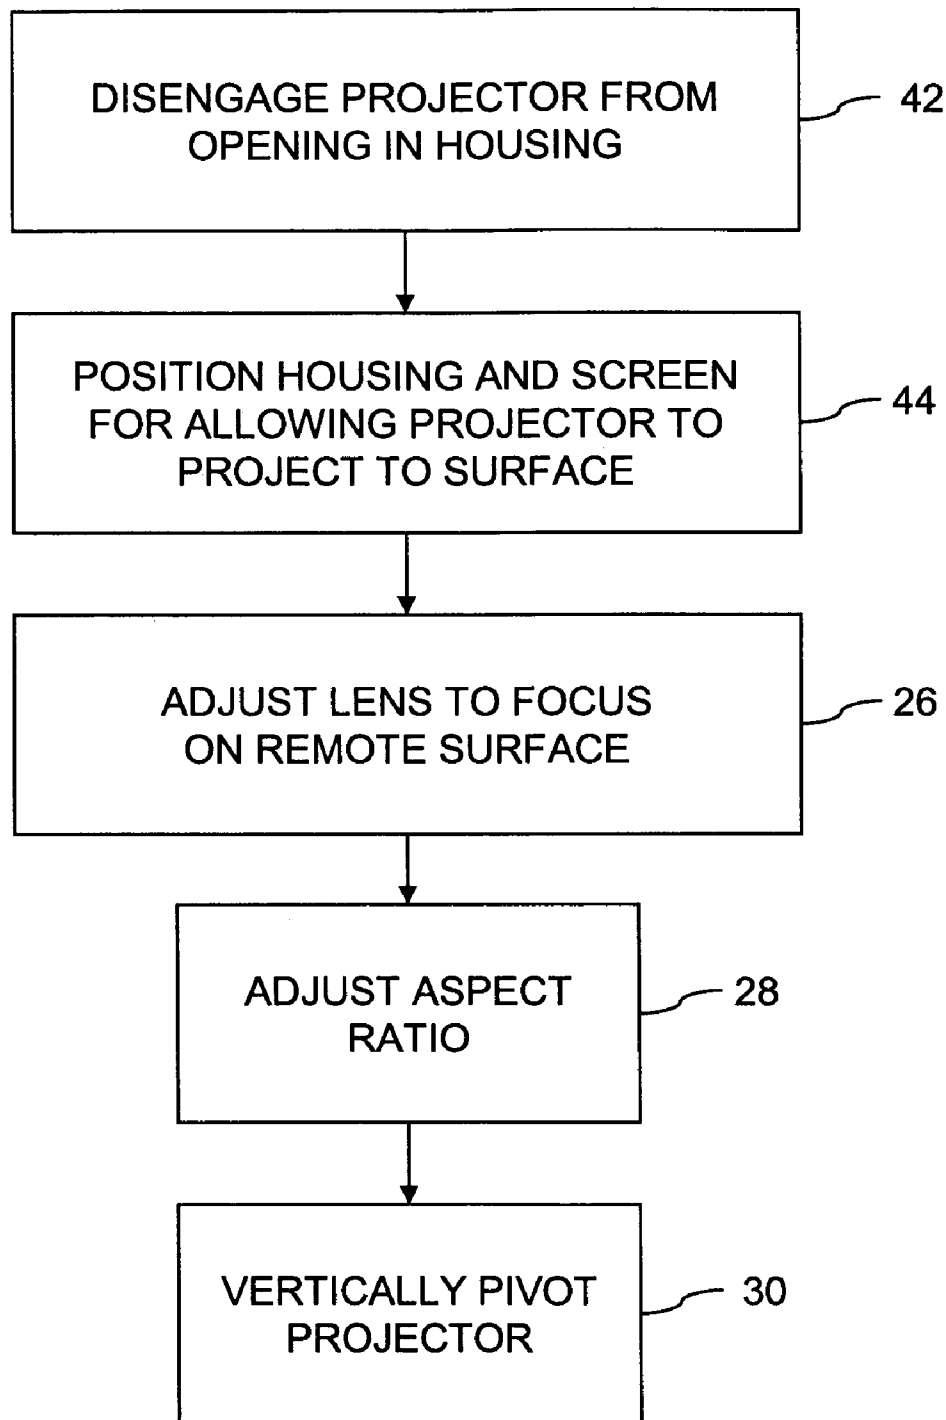 DISENGAGE PROJECTOR FROM
OPENING IN HOUSING
42
POSITION HOUSING AND SCREEN
FOR ALLOWING PROJECTOR TO
PROJECT TO SURFACE
44
ADJUST LENS TO FOCUS
ON REMOTE SURFACE
26
ADJUST ASPECT
RATIO
28
VERTICALLY PIVOT
PROJECTOR
30